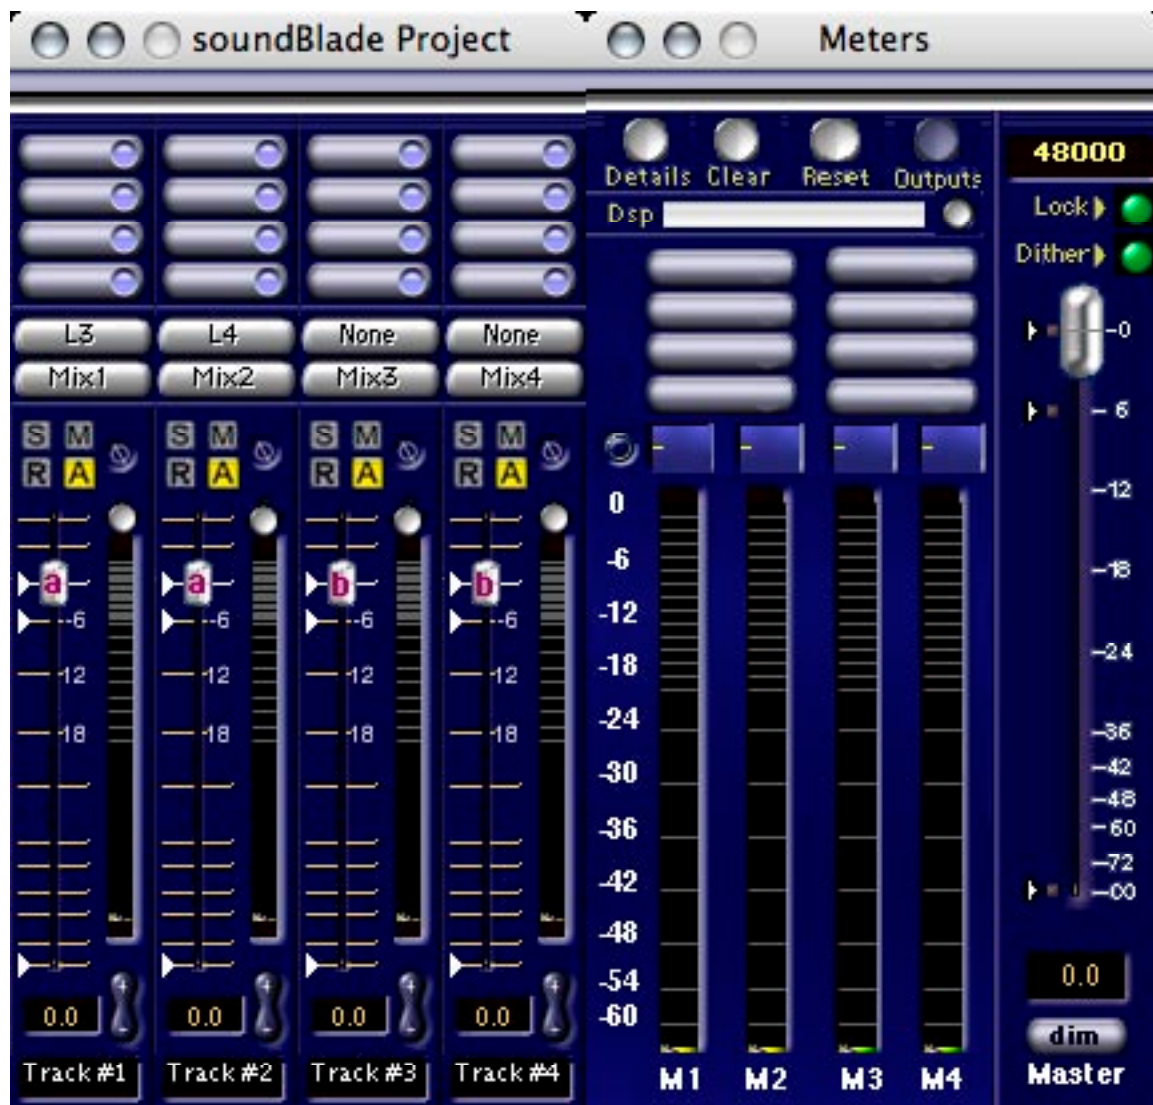 soundBlade Project
L3 L4 None None
Mix1 Mix2 Mix3 Mix4
S M S M S M S M
R A R A R A R A
a a b b
-6 -6 -6 -6
12 12 12 12
18 18 18 18
0.0 0.0 0.0 0.0
Track #1 Track #2 Track #3 Track #4
Meters
Details Clear Reset Outputs
Dsp
0
-6
-12
-18
-24
-30
-36
-42
-48
-54
-60
M1 M2 M3 M4
48000
Lock
Dither
-0
-6
-12
-18
-24
-36
-42
-48
-60
-72
-00
0.0
dim
Master